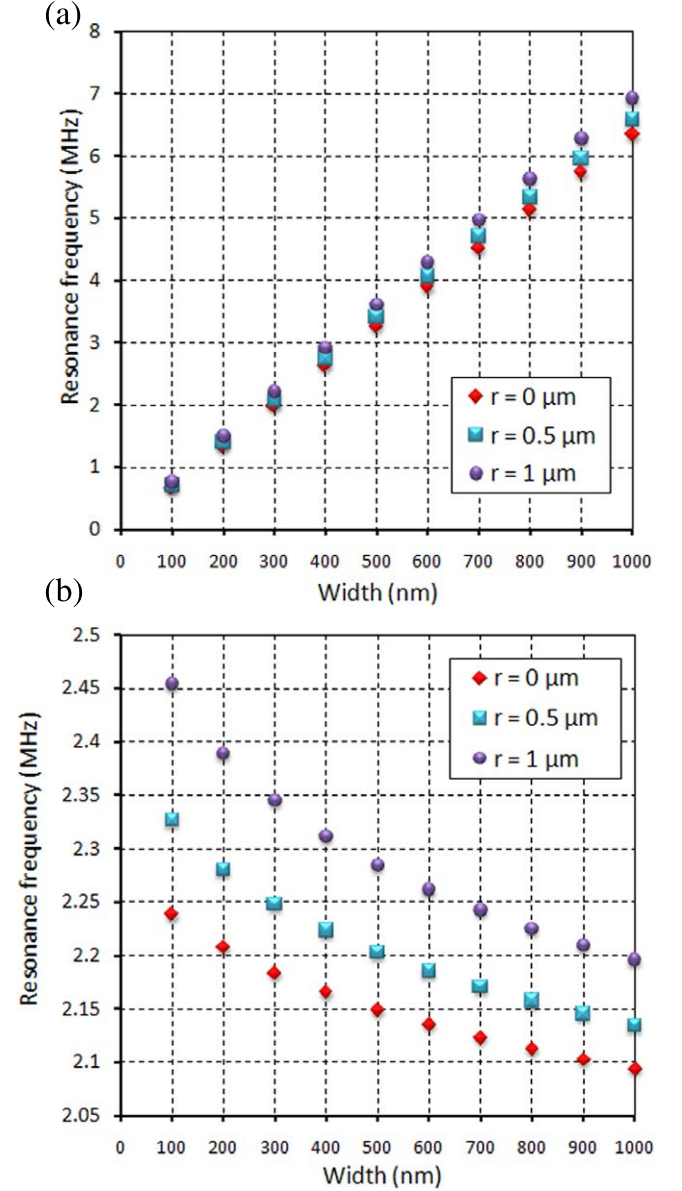 (a)
8
7
6
5
4
3
2
1
0
Resonance frequency (MHz)
r = 0 μm
r = 0.5 μm
r = 1 μm
0 100 200 300 400 500 600 700 800 900 1000
Width (nm)
(b)
2.5
2.45
2.4
2.35
2.3
2.25
2.2
2.15
2.1
2.05
Resonance frequency (MHz)
r = 0 μm
r = 0.5 μm
r = 1 μm
0 100 200 300 400 500 600 700 800 900 1000
Width (nm)